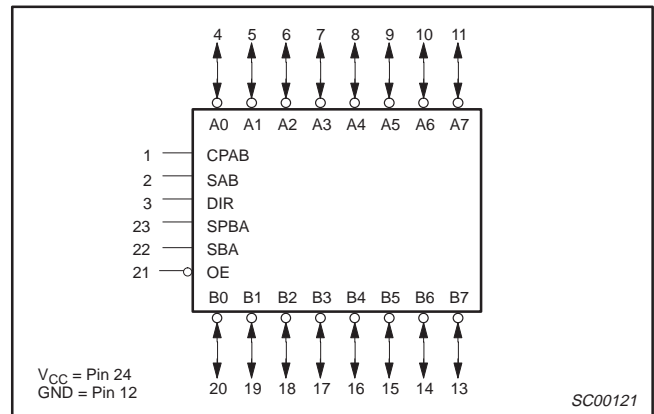 4 5 6 7 8 9 10 11
A0 A1 A2 A3 A4 A5 A6 A7
1 CPAB
2 SAB
3 DIR
23 SPBA
22 SBA
21 OE
B0 B1 B2 B3 B4 B5 B6 B7
20 19 18 17 16 15 14 13
VCC = Pin 24
GND = Pin 12
SC00121